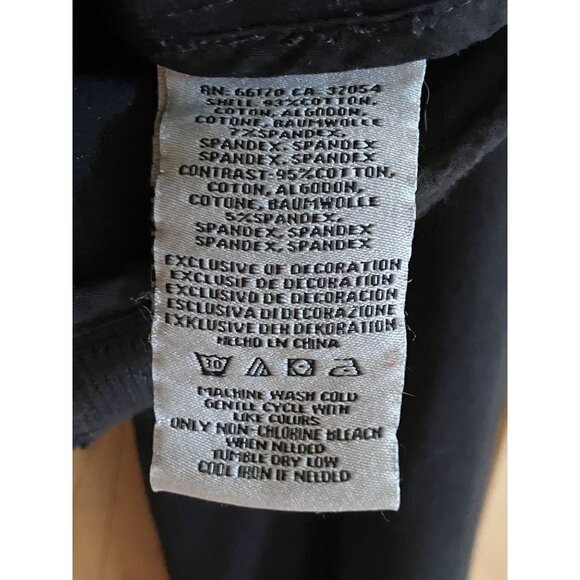 RN: 66170 CA: 32054
SHELL: 93%COTTON,
COTON, ALGODON,
COTONE, BAUMWOLLE
7%SPANDEX,
SPANDEX, SPANDEX
SPANDEX, SPANDEX
CONTRAST-95%COTTON,
COTON, ALGODON,
COTONE, BAUMWOLLE
5%SPANDEX,
SPANDEX, SPANDEX
SPANDEX, SPANDEX
EXCLUSIVE OF DECORATION
EXCLUSIF DE DECORATION
EXCLUSIVO DE DECORACION
ESCLUSIVA DI DECORAZIONE
EXKLUSIVE DER DEKORATION
HECHO EN CHINA
30
MACHINE WASH COLD
GENTLE CYCLE WITH
LIKE COLORS
ONLY NON-CHLORINE BLEACH
WHEN NEEDED
TUMBLE DRY LOW
COOL IRON IF NEEDED